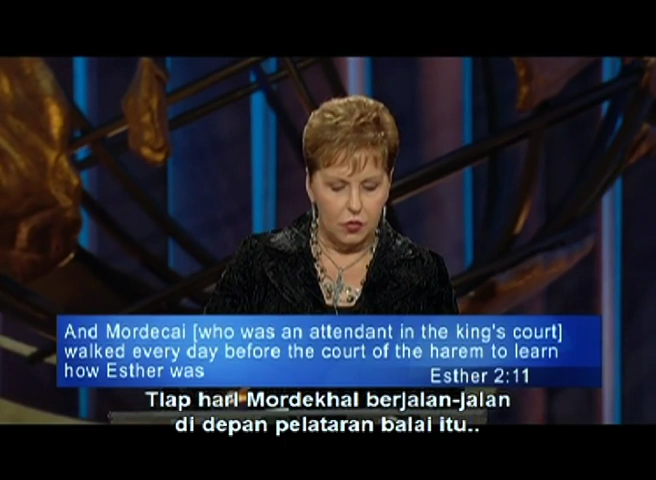 And Mordecai [who was an attendant in the king's court]
walked every day before the court of the harem to learn
how Esther was
Esther 2:11
Tiap hari Mordekhai berjalan-jalan
di depan pelataran balai itu..